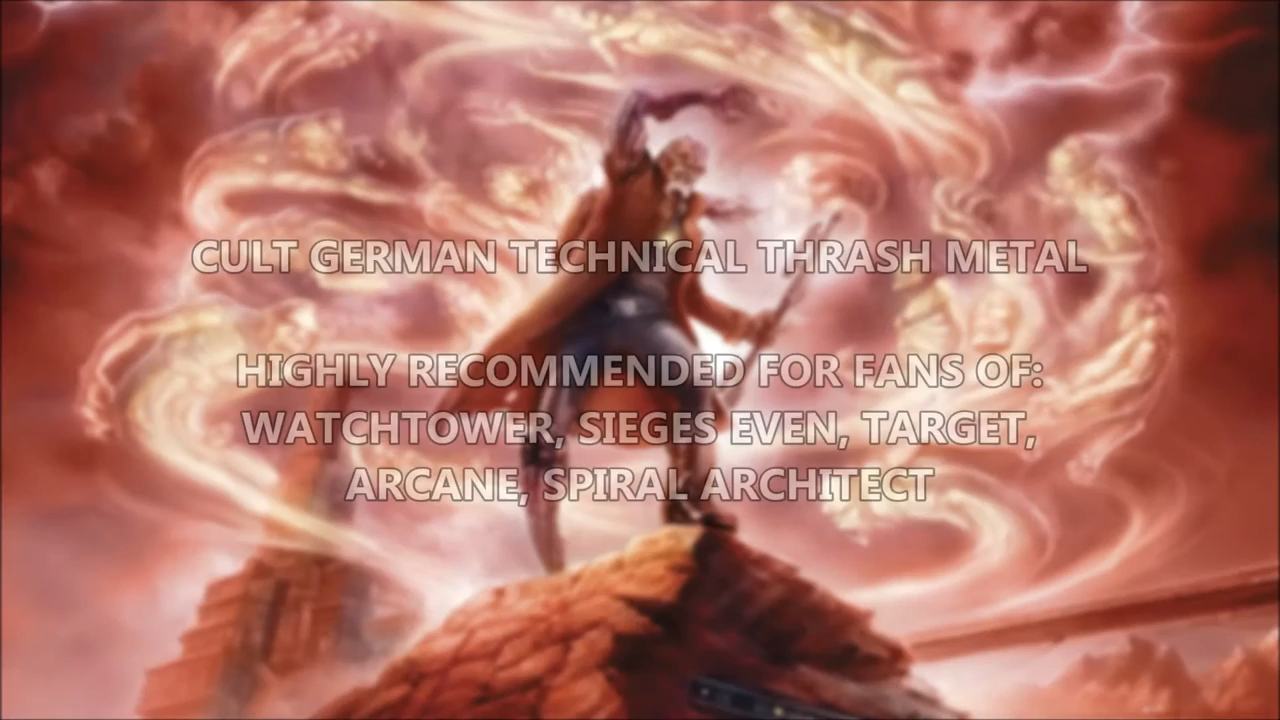 CULT GERMAN TECHNICAL THRASH METAL
HIGHLY RECOMMENDED FOR FANS OF:
WATCHTOWER, SIEGES EVEN, TARGET,
ARCANE, SPIRAL ARCHITECT